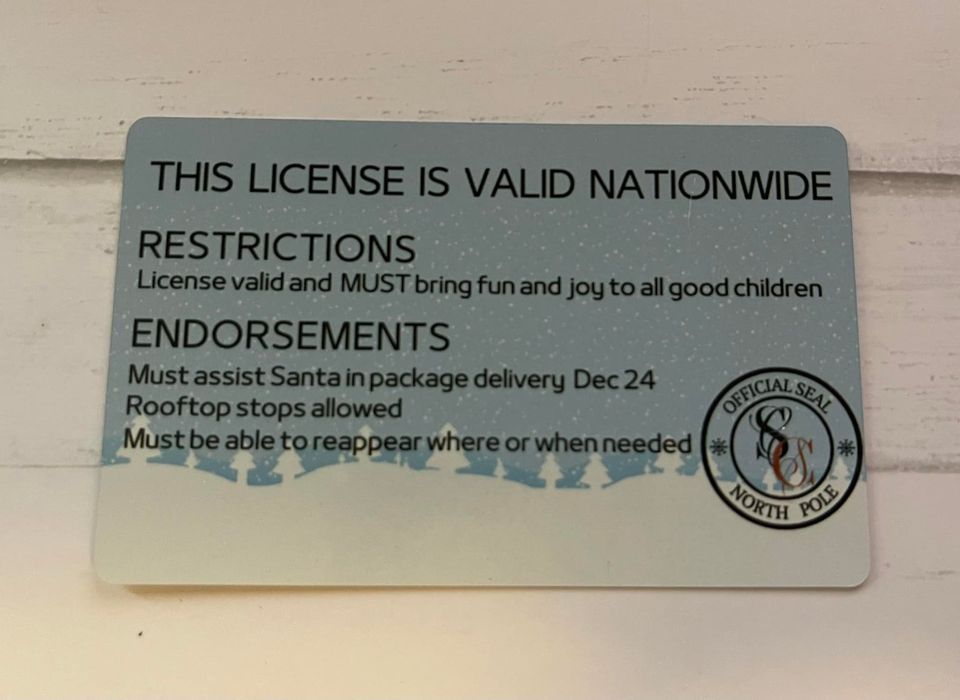 THIS LICENSE IS VALID NATIONWIDE
RESTRICTIONS
License valid and MUST bring fun and joy to all good children
ENDORSEMENTS
Must assist Santa in package delivery Dec 24
Rooftop stops allowed
Must be able to reappear where or when needed
OFFICIAL SEAL
SC
NORTH POLE